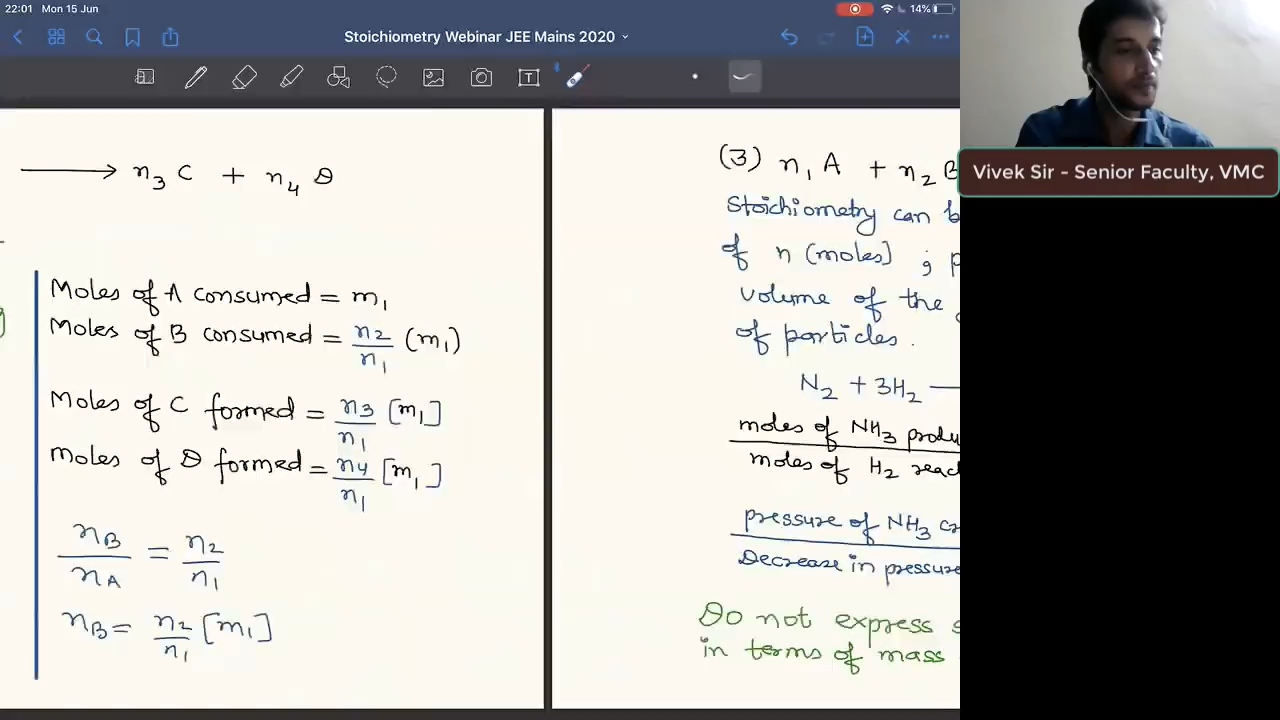 22:01 Mon 15 Jun
14%
Stoichiometry Webinar JEE Mains 2020
T
Vivek Sir - Senior Faculty, VMC
⟶ n₃ C + n₄ D
Moles of A consumed = m₁
Moles of B consumed = n₂/n₁ (m₁)
Moles of C formed = n₃/n₁ [m₁]
Moles of D formed = n₄/n₁ [m₁]
n_B/n_A = n₂/n₁
n_B = n₂/n₁ [m₁]
(3) n₁ A + n₂ B
Stoichiometry can b
of n (moles) ; p
volume of the
of particles.
N₂ + 3H₂ —
moles of NH₃ produ
moles of H₂ reac
pressure of NH₃ cr
Decrease in pressure
Do not express s
in terms of mass